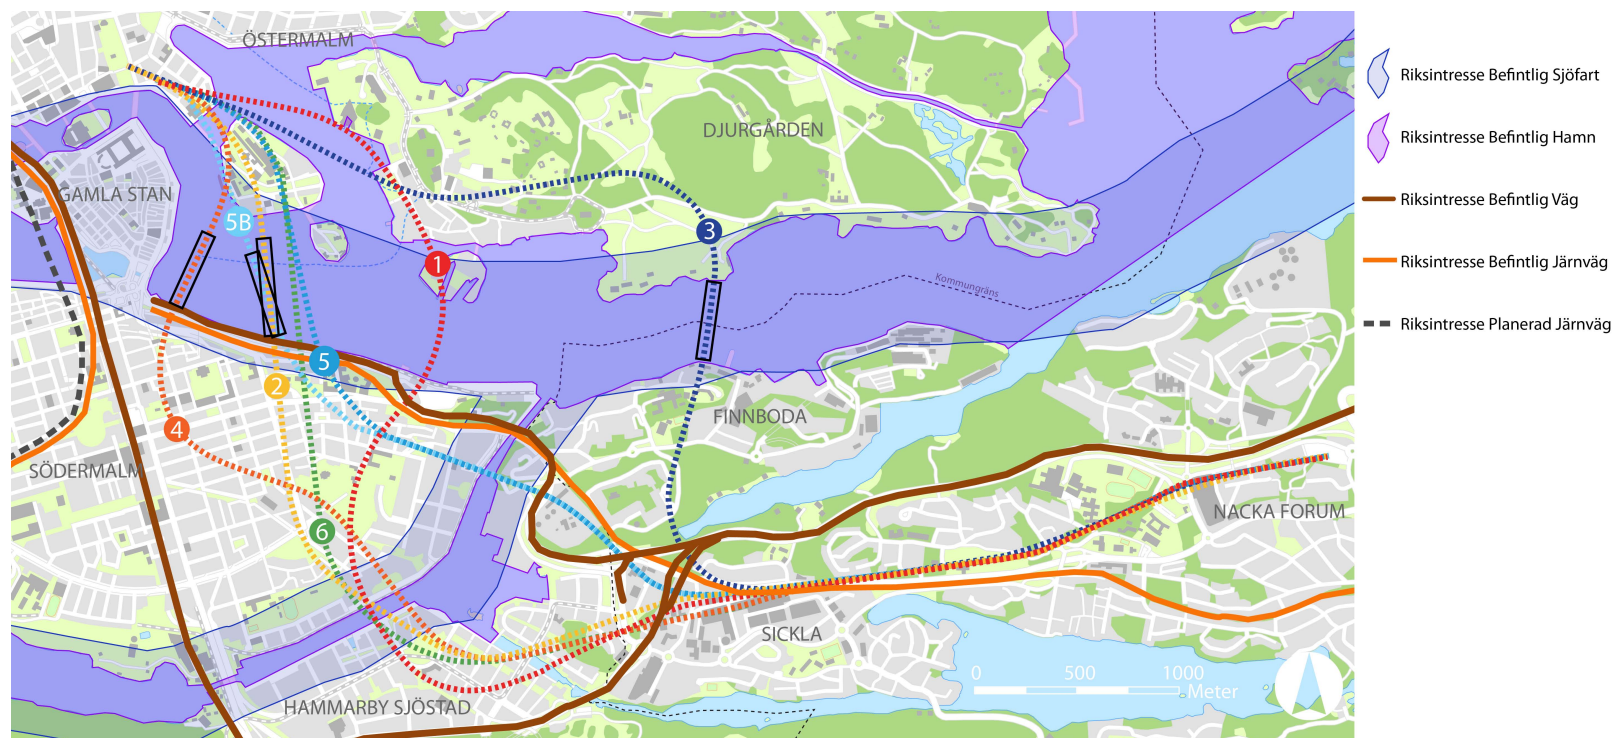 ÖSTERMALM
Riksintresse Befintlig Sjöfart
DJURGÅRDEN
Riksintresse Befintlig Hamn
GAMLA STAN
Riksintresse Befintlig Väg
5B
3
1
Riksintresse Befintlig Järnväg
Kommungräns
Riksintresse Planerad Järnväg
5
2
4
FINNBODA
SÖDERMALM
6
NACKA FORUM
SICKLA
0 500 1000
Meter
HAMMARBY SJÖSTAD